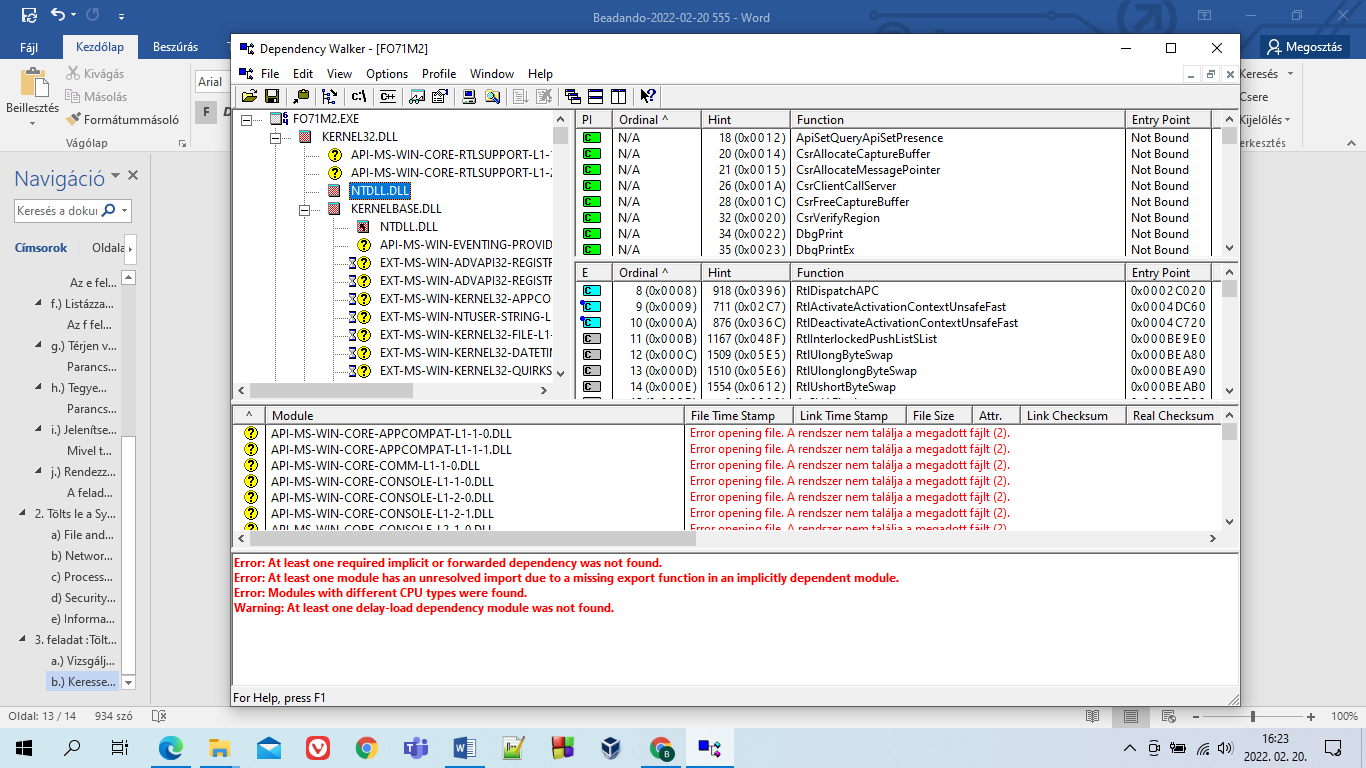 Beadando-2022-02-20 555 - Word
Fájl
Kezdőlap
Beszúrás
Megosztás
Beillesztés
Kivágás
Másolás
Formátummásoló
Vágólap
Arial
F
D
Keresés
Csere
Kijelölés
erkesztés
Navigáció
Keresés a doku
Címsorok
Oldala
Az e fel...
f.) Listázza...
Az f fel...
g.) Térjen v...
Parancs...
h.) Tegye...
Parancs...
i.) Jelenítse...
Mivel t...
j.) Rendezz...
A felad...
2. Tölts le a Sy...
a) File and...
b) Networ...
c) Process...
d) Security...
e) Informa...
3. feladat :Tölt...
a.) Vizsgálj...
b.) Keresse...
Dependency Walker - [FO71M2]
File Edit View Options Profile Window Help
c:\
C++
FO71M2.EXE
KERNEL32.DLL
API-MS-WIN-CORE-RTLSUPPORT-L1-
API-MS-WIN-CORE-RTLSUPPORT-L1-
NTDLL.DLL
KERNELBASE.DLL
NTDLL.DLL
API-MS-WIN-EVENTING-PROVID
EXT-MS-WIN-ADVAPI32-REGISTF
EXT-MS-WIN-ADVAPI32-REGISTF
EXT-MS-WIN-KERNEL32-APPCO
EXT-MS-WIN-NTUSER-STRING-L
EXT-MS-WIN-KERNEL32-FILE-L1-
EXT-MS-WIN-KERNEL32-DATETIN
EXT-MS-WIN-KERNEL32-QUIRKS
PI Ordinal ^ Hint Function Entry Point
C N/A 18 (0x0012) ApiSetQueryApiSetPresence Not Bound
C N/A 20 (0x0014) CsrAllocateCaptureBuffer Not Bound
C N/A 21 (0x0015) CsrAllocateMessagePointer Not Bound
C N/A 26 (0x001A) CsrClientCallServer Not Bound
C N/A 28 (0x001C) CsrFreeCaptureBuffer Not Bound
C N/A 32 (0x0020) CsrVerifyRegion Not Bound
C N/A 34 (0x0022) DbgPrint Not Bound
C N/A 35 (0x0023) DbgPrintEx Not Bound
E Ordinal ^ Hint Function Entry Point
C 8 (0x0008) 918 (0x0396) RtlDispatchAPC 0x0002C020
C 9 (0x0009) 711 (0x02C7) RtlActivateActivationContextUnsafeFast 0x0004DC60
C 10 (0x000A) 876 (0x036C) RtlDeactivateActivationContextUnsafeFast 0x0004C720
C 11 (0x000B) 1167 (0x048F) RtlInterlockedPushListSList 0x000BE9E0
C 12 (0x000C) 1509 (0x05E5) RtlUlongByteSwap 0x000BEA80
C 13 (0x000D) 1510 (0x05E6) RtlUlonglongByteSwap 0x000BEA90
C 14 (0x000E) 1554 (0x0612) RtlUshortByteSwap 0x000BEAB0
^ Module File Time Stamp Link Time Stamp File Size Attr. Link Checksum Real Checksum
API-MS-WIN-CORE-APPCOMPAT-L1-1-0.DLL Error opening file. A rendszer nem találja a megadott fájlt (2).
API-MS-WIN-CORE-APPCOMPAT-L1-1-1.DLL Error opening file. A rendszer nem találja a megadott fájlt (2).
API-MS-WIN-CORE-COMM-L1-1-0.DLL Error opening file. A rendszer nem találja a megadott fájlt (2).
API-MS-WIN-CORE-CONSOLE-L1-1-0.DLL Error opening file. A rendszer nem találja a megadott fájlt (2).
API-MS-WIN-CORE-CONSOLE-L1-2-0.DLL Error opening file. A rendszer nem találja a megadott fájlt (2).
API-MS-WIN-CORE-CONSOLE-L1-2-1.DLL Error opening file. A rendszer nem találja a megadott fájlt (2).
API-MS-WIN-CORE-CONSOLE-L2-1-0.DLL Error opening file. A rendszer nem találja a megadott fájlt (2).
Error: At least one required implicit or forwarded dependency was not found.
Error: At least one module has an unresolved import due to a missing export function in an implicitly dependent module.
Error: Modules with different CPU types were found.
Warning: At least one delay-load dependency module was not found.
For Help, press F1
Oldal: 13 / 14 934 szó
100%
16:23
2022. 02. 20.